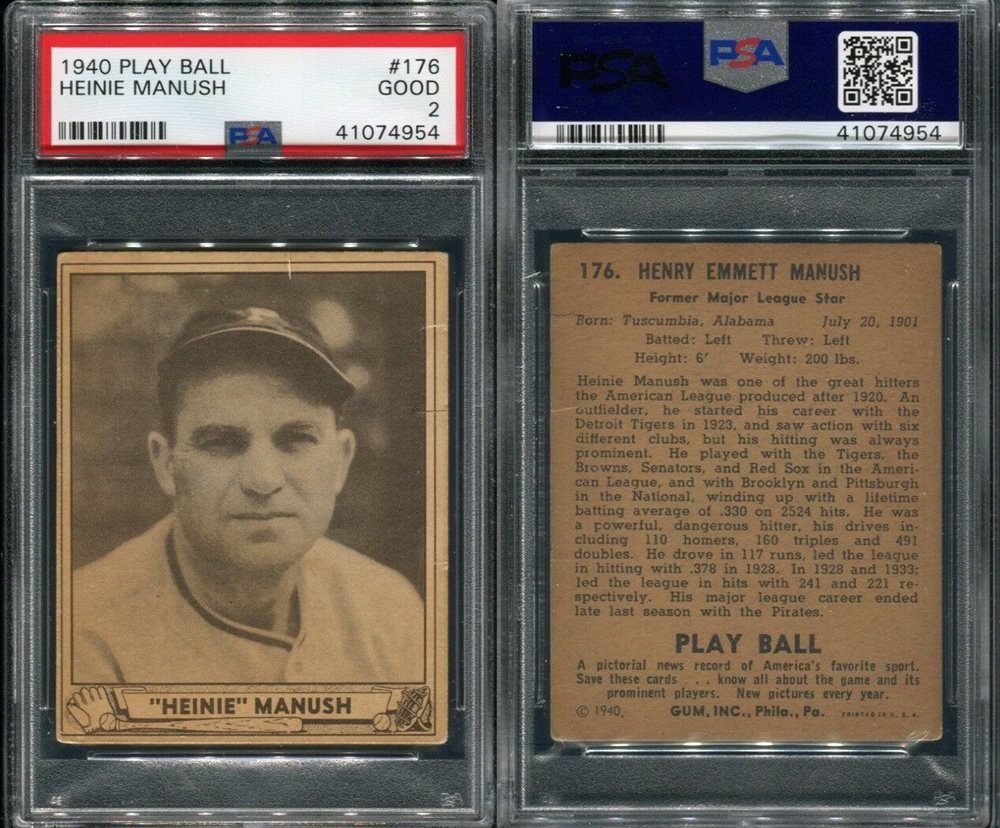 1940 PLAY BALL #176
HEINIE MANUSH GOOD
2
PSA 41074954
"HEINIE" MANUSH
PSA PSA
41074954
176. HENRY EMMETT MANUSH
Former Major League Star
Born: Tuscumbia, Alabama July 20, 1901
Batted: Left Threw: Left
Height: 6' Weight: 200 lbs.
Heinie Manush was one of the great hitters
the American League produced after 1920. An
outfielder, he started his career with the
Detroit Tigers in 1923, and saw action with six
different clubs, but his hitting was always
prominent. He played with the Tigers, the
Browns, Senators, and Red Sox in the Ameri-
can League, and with Brooklyn and Pittsburgh
in the National, winding up with a lifetime
batting average of .330 on 2524 hits. He was
a powerful, dangerous hitter, his drives in-
cluding 110 homers, 160 triples and 491
doubles. He drove in 117 runs, led the league
in hitting with .378 in 1928. In 1928 and 1933;
led the league in hits with 241 and 221 re-
spectively. His major league career ended
late last season with the Pirates.
PLAY BALL
A pictorial news record of America's favorite sport.
Save these cards . . know all about the game and its
prominent players. New pictures every year.
© 1940, GUM, INC., Phila., Pa. PRINTED IN U. S. A.